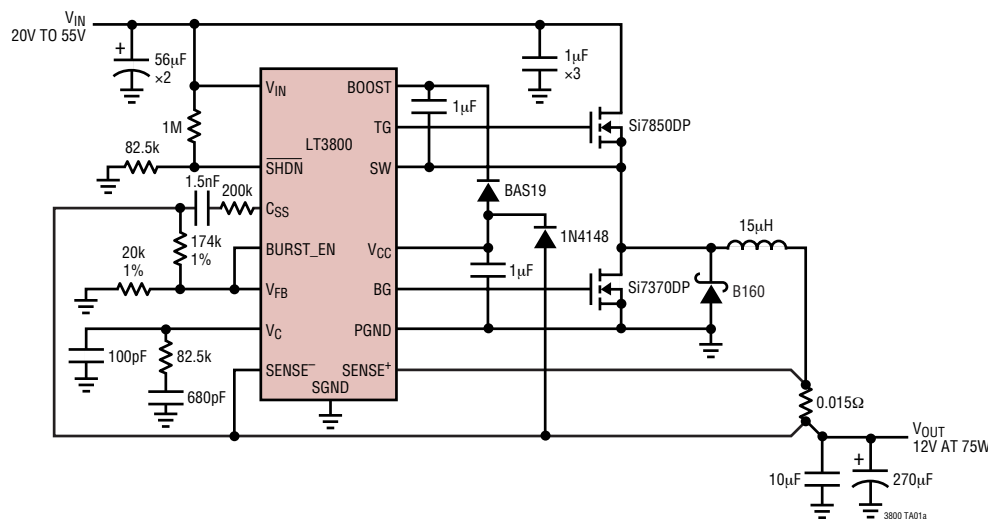 VIN
20V TO 55V
+
56μF
×2
1μF
×3
VIN
BOOST
1μF
TG
Si7850DP
1M
LT3800
82.5k
SHDN
SW
1.5nF
200k
BAS19
CSS
1N4148
15μH
174k
1%
BURST_EN
VCC
20k
1%
1μF
B160
VFB
BG
Si7370DP
VC
PGND
100pF
82.5k
SENSE–
SENSE+
SGND
680pF
0.015Ω
VOUT
12V AT 75W
10μF
+
270μF
3800 TA01a